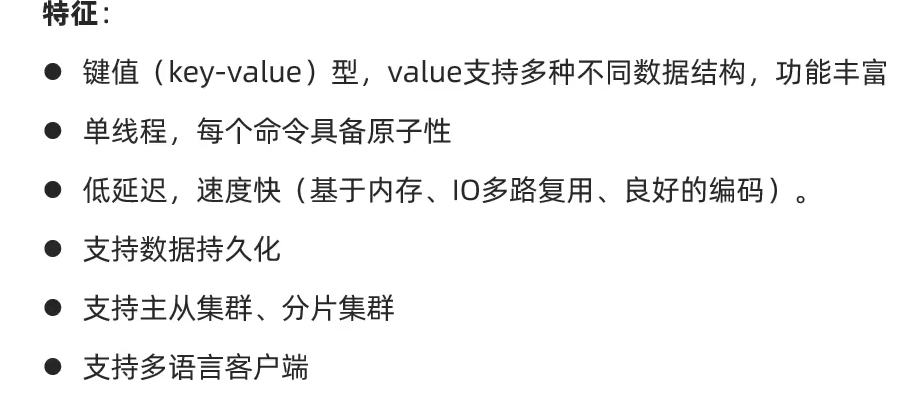 特征：
● 键值（key-value）型，value支持多种不同数据结构，功能丰富
● 单线程，每个命令具备原子性
● 低延迟，速度快（基于内存、IO多路复用、良好的编码）。
● 支持数据持久化
● 支持主从集群、分片集群
● 支持多语言客户端